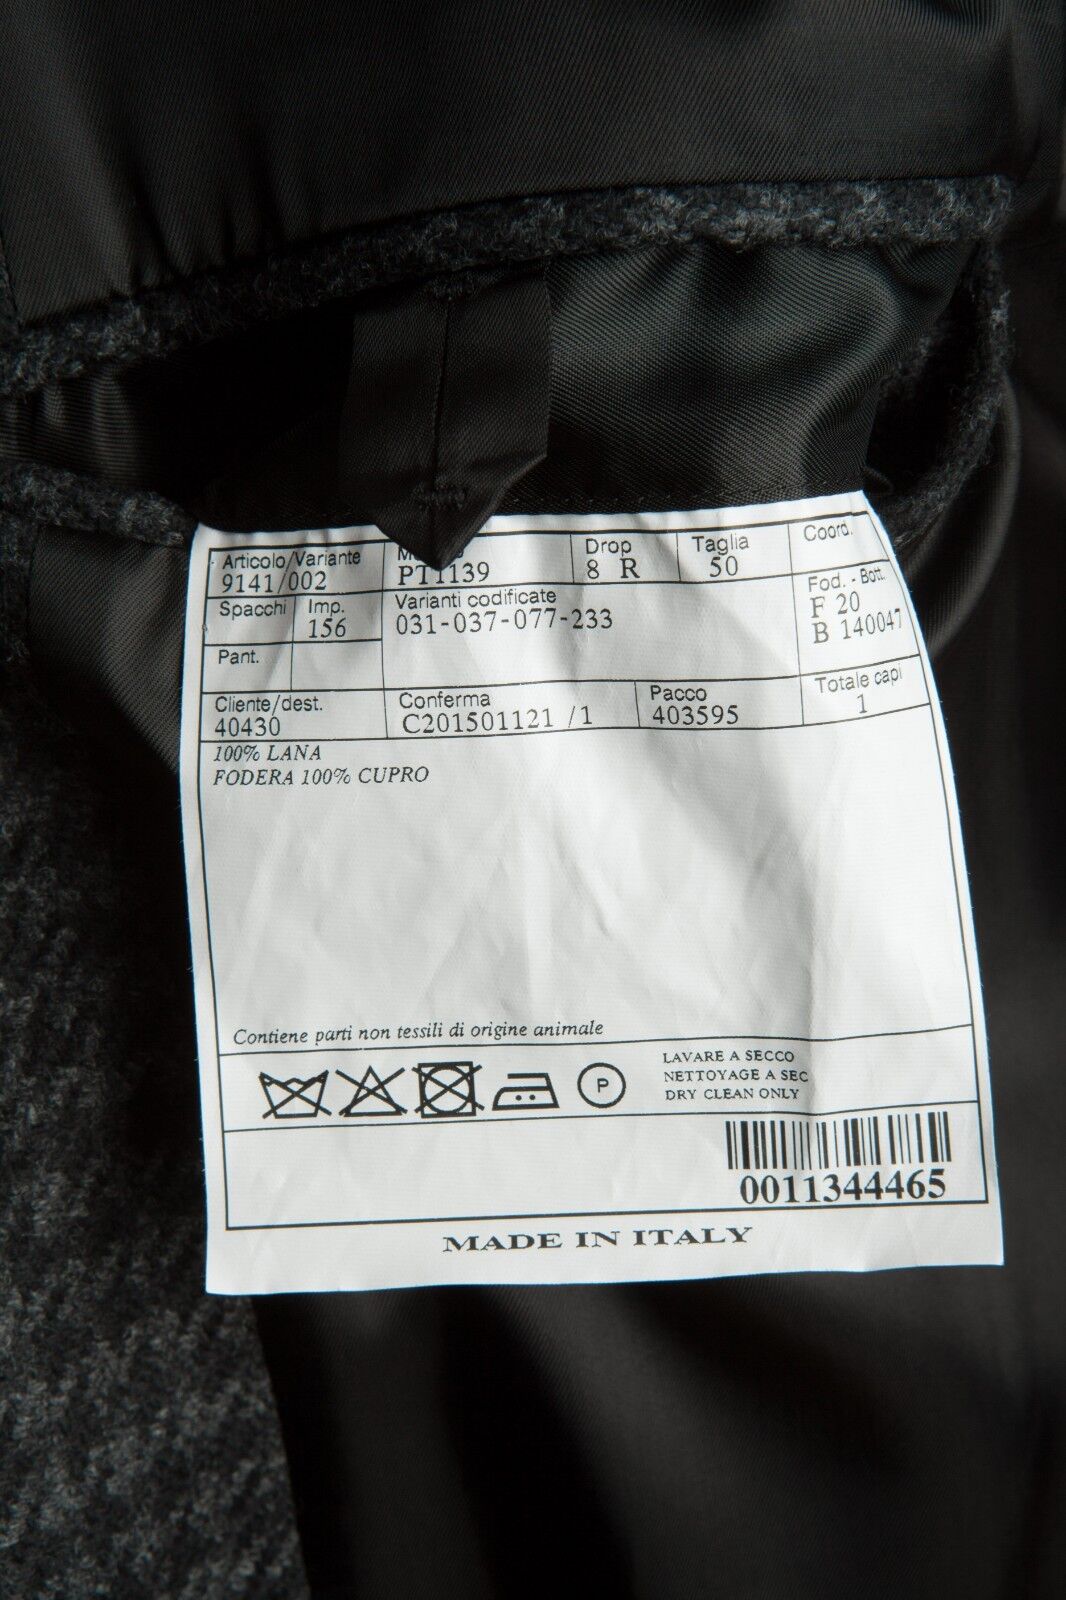 Articolo/Variante Drop Taglia Coord.
9141/002 PT1139 8 R 50
Spacchi Imp. Varianti codificate Fod. - Bott.
156 031-037-077-233 F 20
B 140047
Pant.
Cliente/dest. Conferma Pacco Totale capi
40430 C201501121 /1 403595 1
100% LANA
FODERA 100% CUPRO
Contiene parti non tessili di origine animale
LAVARE A SECCO
P NETTOYAGE A SEC
DRY CLEAN ONLY
0011344465
MADE IN ITALY